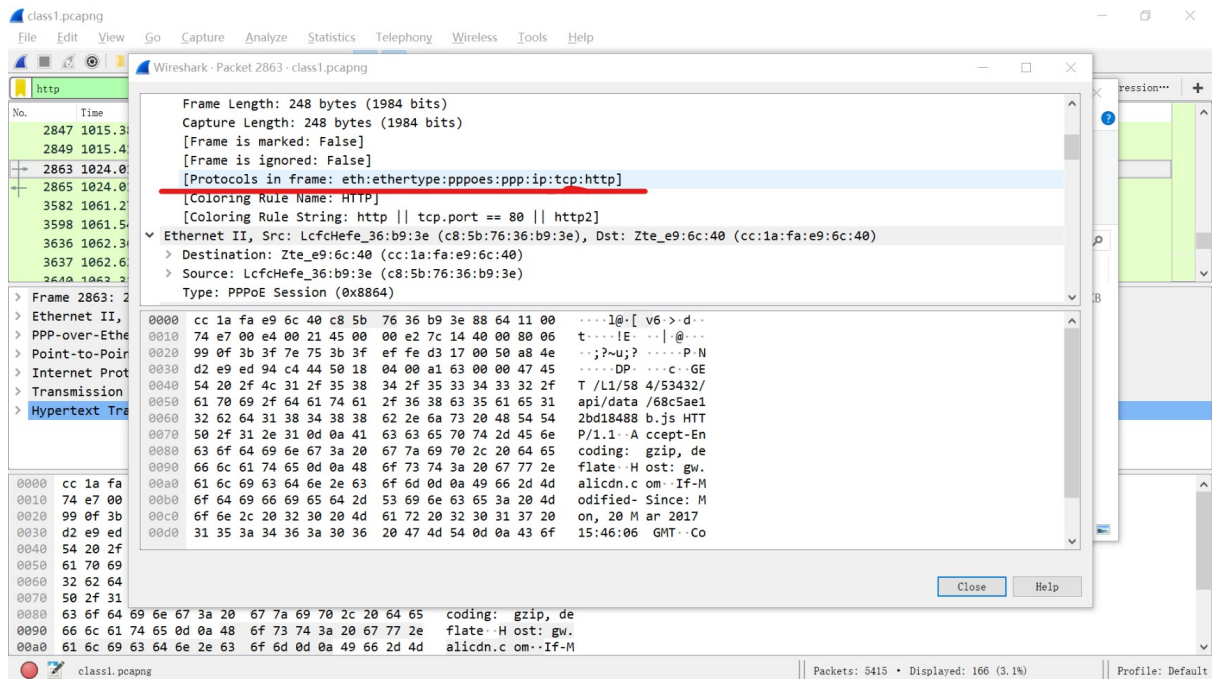 class1.pcapng
File Edit View Go Capture Analyze Statistics Telephony Wireless Tools Help
Wireshark · Packet 2863 · class1.pcapng
http
ression…
No. Time
2847 1015.3
2849 1015.4
2863 1024.0
2865 1024.0
3582 1061.2
3598 1061.5
3636 1062.3
3637 1062.6
3640 1063.3
Frame Length: 248 bytes (1984 bits)
Capture Length: 248 bytes (1984 bits)
[Frame is marked: False]
[Frame is ignored: False]
[Protocols in frame: eth:ethertype:pppoes:ppp:ip:tcp:http]
[Coloring Rule Name: HTTP]
[Coloring Rule String: http || tcp.port == 80 || http2]
Ethernet II, Src: LcfcHefe_36:b9:3e (c8:5b:76:36:b9:3e), Dst: Zte_e9:6c:40 (cc:1a:fa:e9:6c:40)
Destination: Zte_e9:6c:40 (cc:1a:fa:e9:6c:40)
Source: LcfcHefe_36:b9:3e (c8:5b:76:36:b9:3e)
Type: PPPoE Session (0x8864)
Frame 2863: 2
Ethernet II,
PPP-over-Ethe
Point-to-Poin
Internet Prot
Transmission
Hypertext Tra
0000 cc 1a fa e9 6c 40 c8 5b 76 36 b9 3e 88 64 11 00 ····l@·[ v6·>·d··
0010 74 e7 00 e4 00 21 45 00 00 e2 7c 14 40 00 80 06 t····!E· ··|·@···
0020 99 0f 3b 3f 7e 75 3b 3f ef fe d3 17 00 50 a8 4e ··;?~u;? ·····P·N
0030 d2 e9 ed 94 c4 44 50 18 04 00 a1 63 00 00 47 45 ·····DP· ···c··GE
0040 54 20 2f 4c 31 2f 35 38 34 2f 35 33 34 33 32 2f T /L1/58 4/53432/
0050 61 70 69 2f 64 61 74 61 2f 36 38 63 35 61 65 31 api/data /68c5ae1
0060 32 62 64 31 38 34 38 38 62 2e 6a 73 20 48 54 54 2bd18488 b.js HTT
0070 50 2f 31 2e 31 0d 0a 41 63 63 65 70 74 2d 45 6e P/1.1··A ccept-En
0080 63 6f 64 69 6e 67 3a 20 67 7a 69 70 2c 20 64 65 coding: gzip, de
0090 66 6c 61 74 65 0d 0a 48 6f 73 74 3a 20 67 77 2e flate··H ost: gw.
00a0 61 6c 69 63 64 6e 2e 63 6f 6d 0d 0a 49 66 2d 4d alicdn.c om··If-M
00b0 6f 64 69 66 69 65 64 2d 53 69 6e 63 65 3a 20 4d odified- Since: M
00c0 6f 6e 2c 20 32 30 20 4d 61 72 20 32 30 31 37 20 on, 20 M ar 2017
00d0 31 35 3a 34 36 3a 30 36 20 47 4d 54 0d 0a 43 6f 15:46:06 GMT··Co
Close Help
0000 cc 1a fa
0010 74 e7 00
0020 99 0f 3b
0030 d2 e9 ed
0040 54 20 2f
0050 61 70 69
0060 32 62 64
0070 50 2f 31
0080 63 6f 64 69 6e 67 3a 20 67 7a 69 70 2c 20 64 65 coding: gzip, de
0090 66 6c 61 74 65 0d 0a 48 6f 73 74 3a 20 67 77 2e flate··H ost: gw.
00a0 61 6c 69 63 64 6e 2e 63 6f 6d 0d 0a 49 66 2d 4d alicdn.c om··If-M
class1.pcapng Packets: 5415 · Displayed: 166 (3.1%) Profile: Default